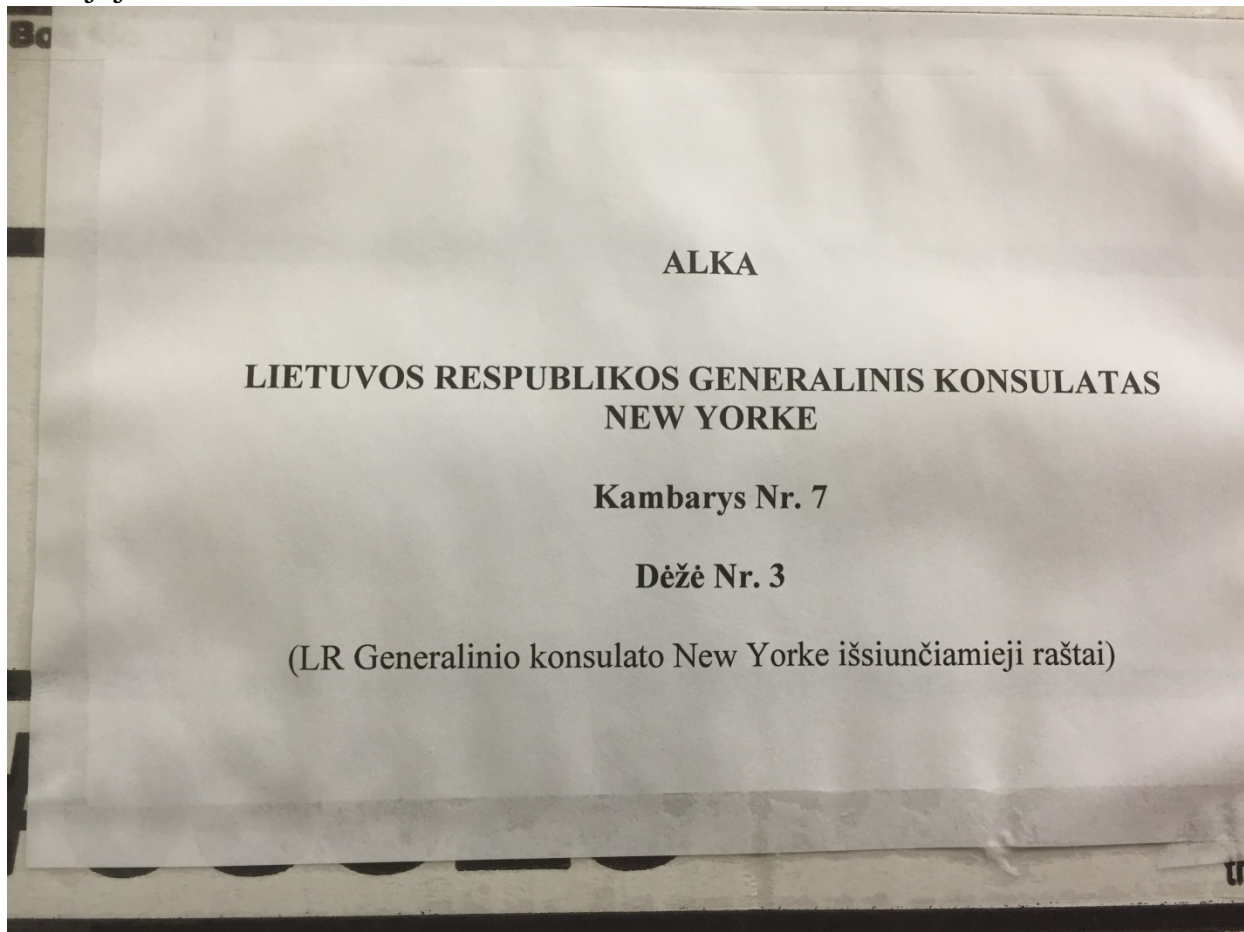 ALKA
LIETUVOS RESPUBLIKOS GENERALINIS KONSULATAS
NEW YORKE
Kambarys Nr. 7
Dėžė Nr. 3
(LR Generalinio konsulato New Yorke išsiunčiamieji raštai)